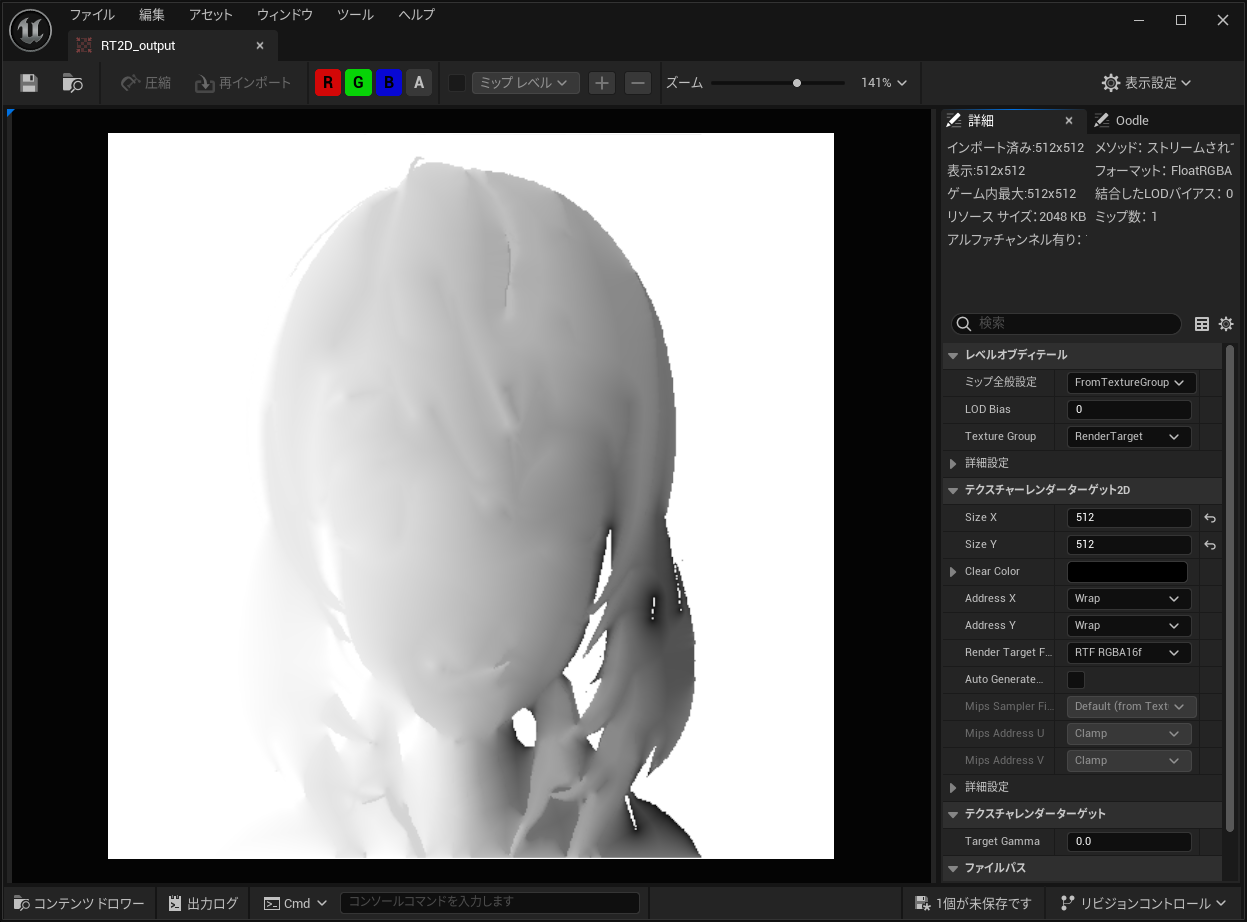 ファイル 編集 アセット ウィンドウ ツール ヘルプ
RT2D_output
圧縮 再インポート R G B A ミップ レベル ズーム 141% 表示設定
詳細 Oodle
インポート済み:512x512 メソッド: ストリームされ
表示:512x512 フォーマット: FloatRGBA
ゲーム内最大:512x512 結合したLODバイアス: 0
リソース サイズ:2048 KB ミップ数: 1
アルファチャンネル有り:
検索
レベルオブディテール
ミップ全般設定 FromTextureGroup
LOD Bias 0
Texture Group RenderTarget
詳細設定
テクスチャーレンダーターゲット2D
Size X 512
Size Y 512
Clear Color
Address X Wrap
Address Y Wrap
Render Target F... RTF RGBA16f
Auto Generate...
Mips Sampler Fi... Default (from Text
Mips Address U Clamp
Mips Address V Clamp
詳細設定
テクスチャレンダーターゲット
Target Gamma 0.0
ファイルパス
コンテンツ ドロワー 出力ログ Cmd コンソールコマンドを入力します 1個が未保存です リビジョンコントロール